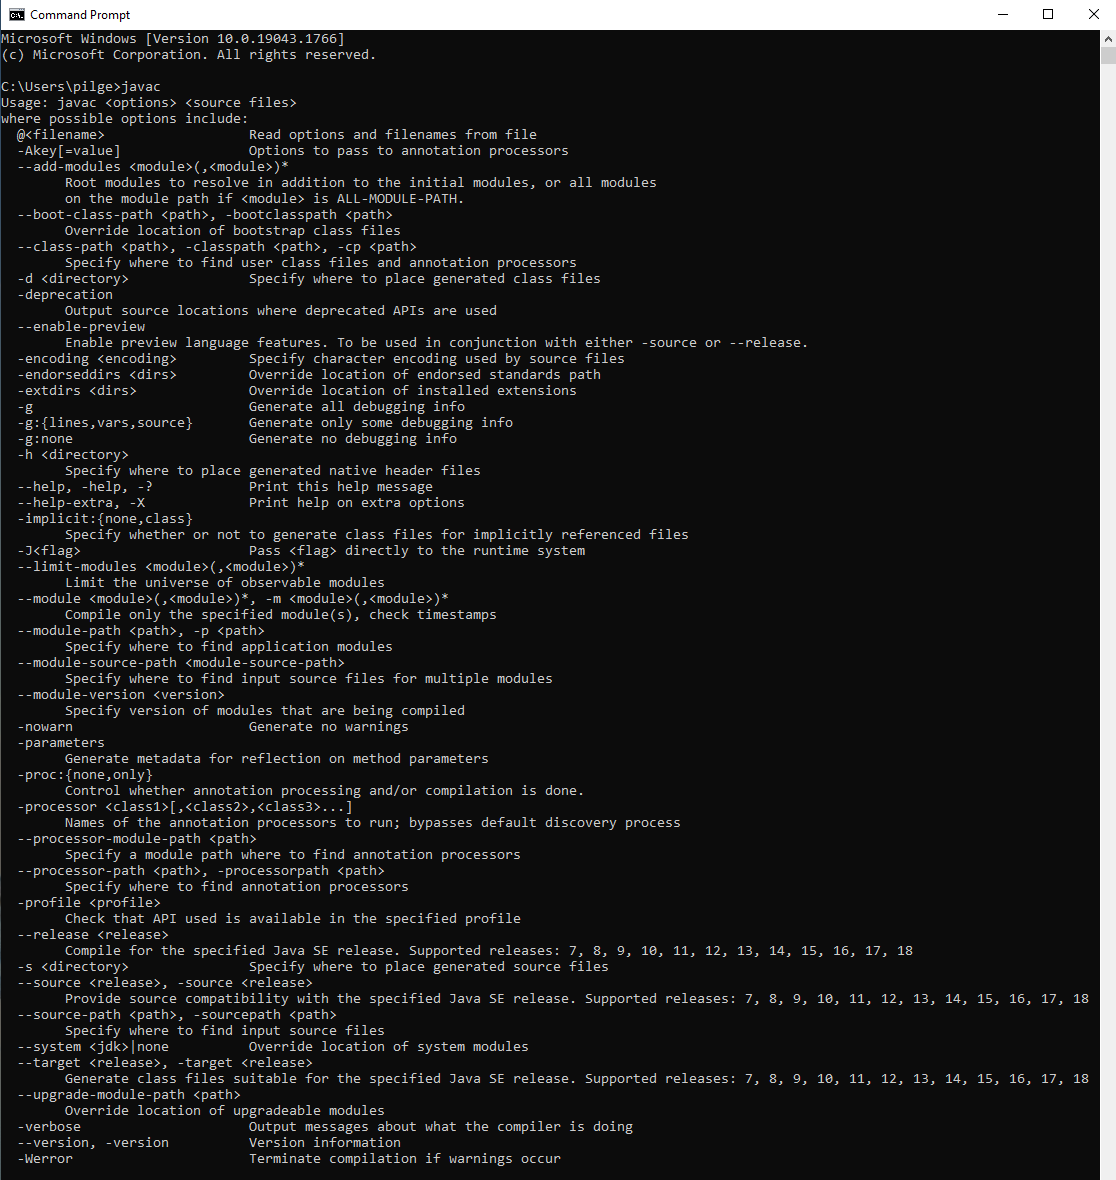 Command Prompt
Microsoft Windows [Version 10.0.19043.1766]
(c) Microsoft Corporation. All rights reserved.
C:\Users\pilge>javac
Usage: javac <options> <source files>
where possible options include:
  @<filename>                  Read options and filenames from file
  -Akey[=value]                Options to pass to annotation processors
  --add-modules <module>(,<module>)*
        Root modules to resolve in addition to the initial modules, or all modules
        on the module path if <module> is ALL-MODULE-PATH.
  --boot-class-path <path>, -bootclasspath <path>
        Override location of bootstrap class files
  --class-path <path>, -classpath <path>, -cp <path>
        Specify where to find user class files and annotation processors
  -d <directory>               Specify where to place generated class files
  -deprecation
        Output source locations where deprecated APIs are used
  --enable-preview
        Enable preview language features. To be used in conjunction with either -source or --release.
  -encoding <encoding>         Specify character encoding used by source files
  -endorseddirs <dirs>         Override location of endorsed standards path
  -extdirs <dirs>              Override location of installed extensions
  -g                           Generate all debugging info
  -g:{lines,vars,source}       Generate only some debugging info
  -g:none                      Generate no debugging info
  -h <directory>
        Specify where to place generated native header files
  --help, -help, -?            Print this help message
  --help-extra, -X             Print help on extra options
  -implicit:{none,class}
        Specify whether or not to generate class files for implicitly referenced files
  -J<flag>                     Pass <flag> directly to the runtime system
  --limit-modules <module>(,<module>)*
        Limit the universe of observable modules
  --module <module>(,<module>)*, -m <module>(,<module>)*
        Compile only the specified module(s), check timestamps
  --module-path <path>, -p <path>
        Specify where to find application modules
  --module-source-path <module-source-path>
        Specify where to find input source files for multiple modules
  --module-version <version>
        Specify version of modules that are being compiled
  -nowarn                      Generate no warnings
  -parameters
        Generate metadata for reflection on method parameters
  -proc:{none,only}
        Control whether annotation processing and/or compilation is done.
  -processor <class1>[,<class2>,<class3>...]
        Names of the annotation processors to run; bypasses default discovery process
  --processor-module-path <path>
        Specify a module path where to find annotation processors
  --processor-path <path>, -processorpath <path>
        Specify where to find annotation processors
  -profile <profile>
        Check that API used is available in the specified profile
  --release <release>
        Compile for the specified Java SE release. Supported releases: 7, 8, 9, 10, 11, 12, 13, 14, 15, 16, 17, 18
  -s <directory>               Specify where to place generated source files
  --source <release>, -source <release>
        Provide source compatibility with the specified Java SE release. Supported releases: 7, 8, 9, 10, 11, 12, 13, 14, 15, 16, 17, 18
  --source-path <path>, -sourcepath <path>
        Specify where to find input source files
  --system <jdk>|none          Override location of system modules
  --target <release>, -target <release>
        Generate class files suitable for the specified Java SE release. Supported releases: 7, 8, 9, 10, 11, 12, 13, 14, 15, 16, 17, 18
  --upgrade-module-path <path>
        Override location of upgradeable modules
  -verbose                     Output messages about what the compiler is doing
  --version, -version          Version information
  -Werror                      Terminate compilation if warnings occur